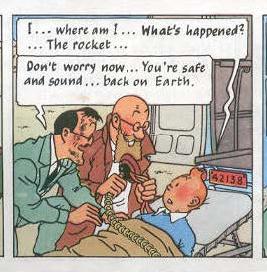 I... where am I... What's happened?
... The rocket...
Don't worry now... You're safe
and sound... back on Earth.
42138